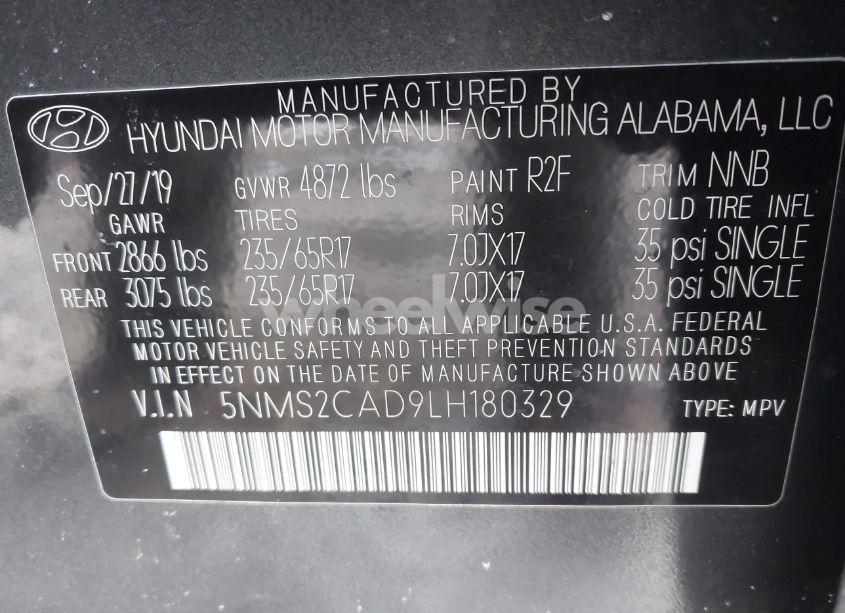 MANUFACTURED BY
HYUNDAI MOTOR MANUFACTURING ALABAMA, LLC
Sep/27/19 GVWR 4872 lbs PAINT R2F TRIM NNB
GAWR TIRES RIMS COLD TIRE INFL
FRONT 2866 lbs 235/65R17 7.0JX17 35 psi SINGLE
REAR 3075 lbs 235/65R17 7.0JX17 35 psi SINGLE
wheelwise
THIS VEHICLE CONFORMS TO ALL APPLICABLE U.S.A. FEDERAL
MOTOR VEHICLE SAFETY AND THEFT PREVENTION STANDARDS
IN EFFECT ON THE DATE OF MANUFACTURE SHOWN ABOVE
V.I.N 5NMS2CAD9LH180329 TYPE: MPV